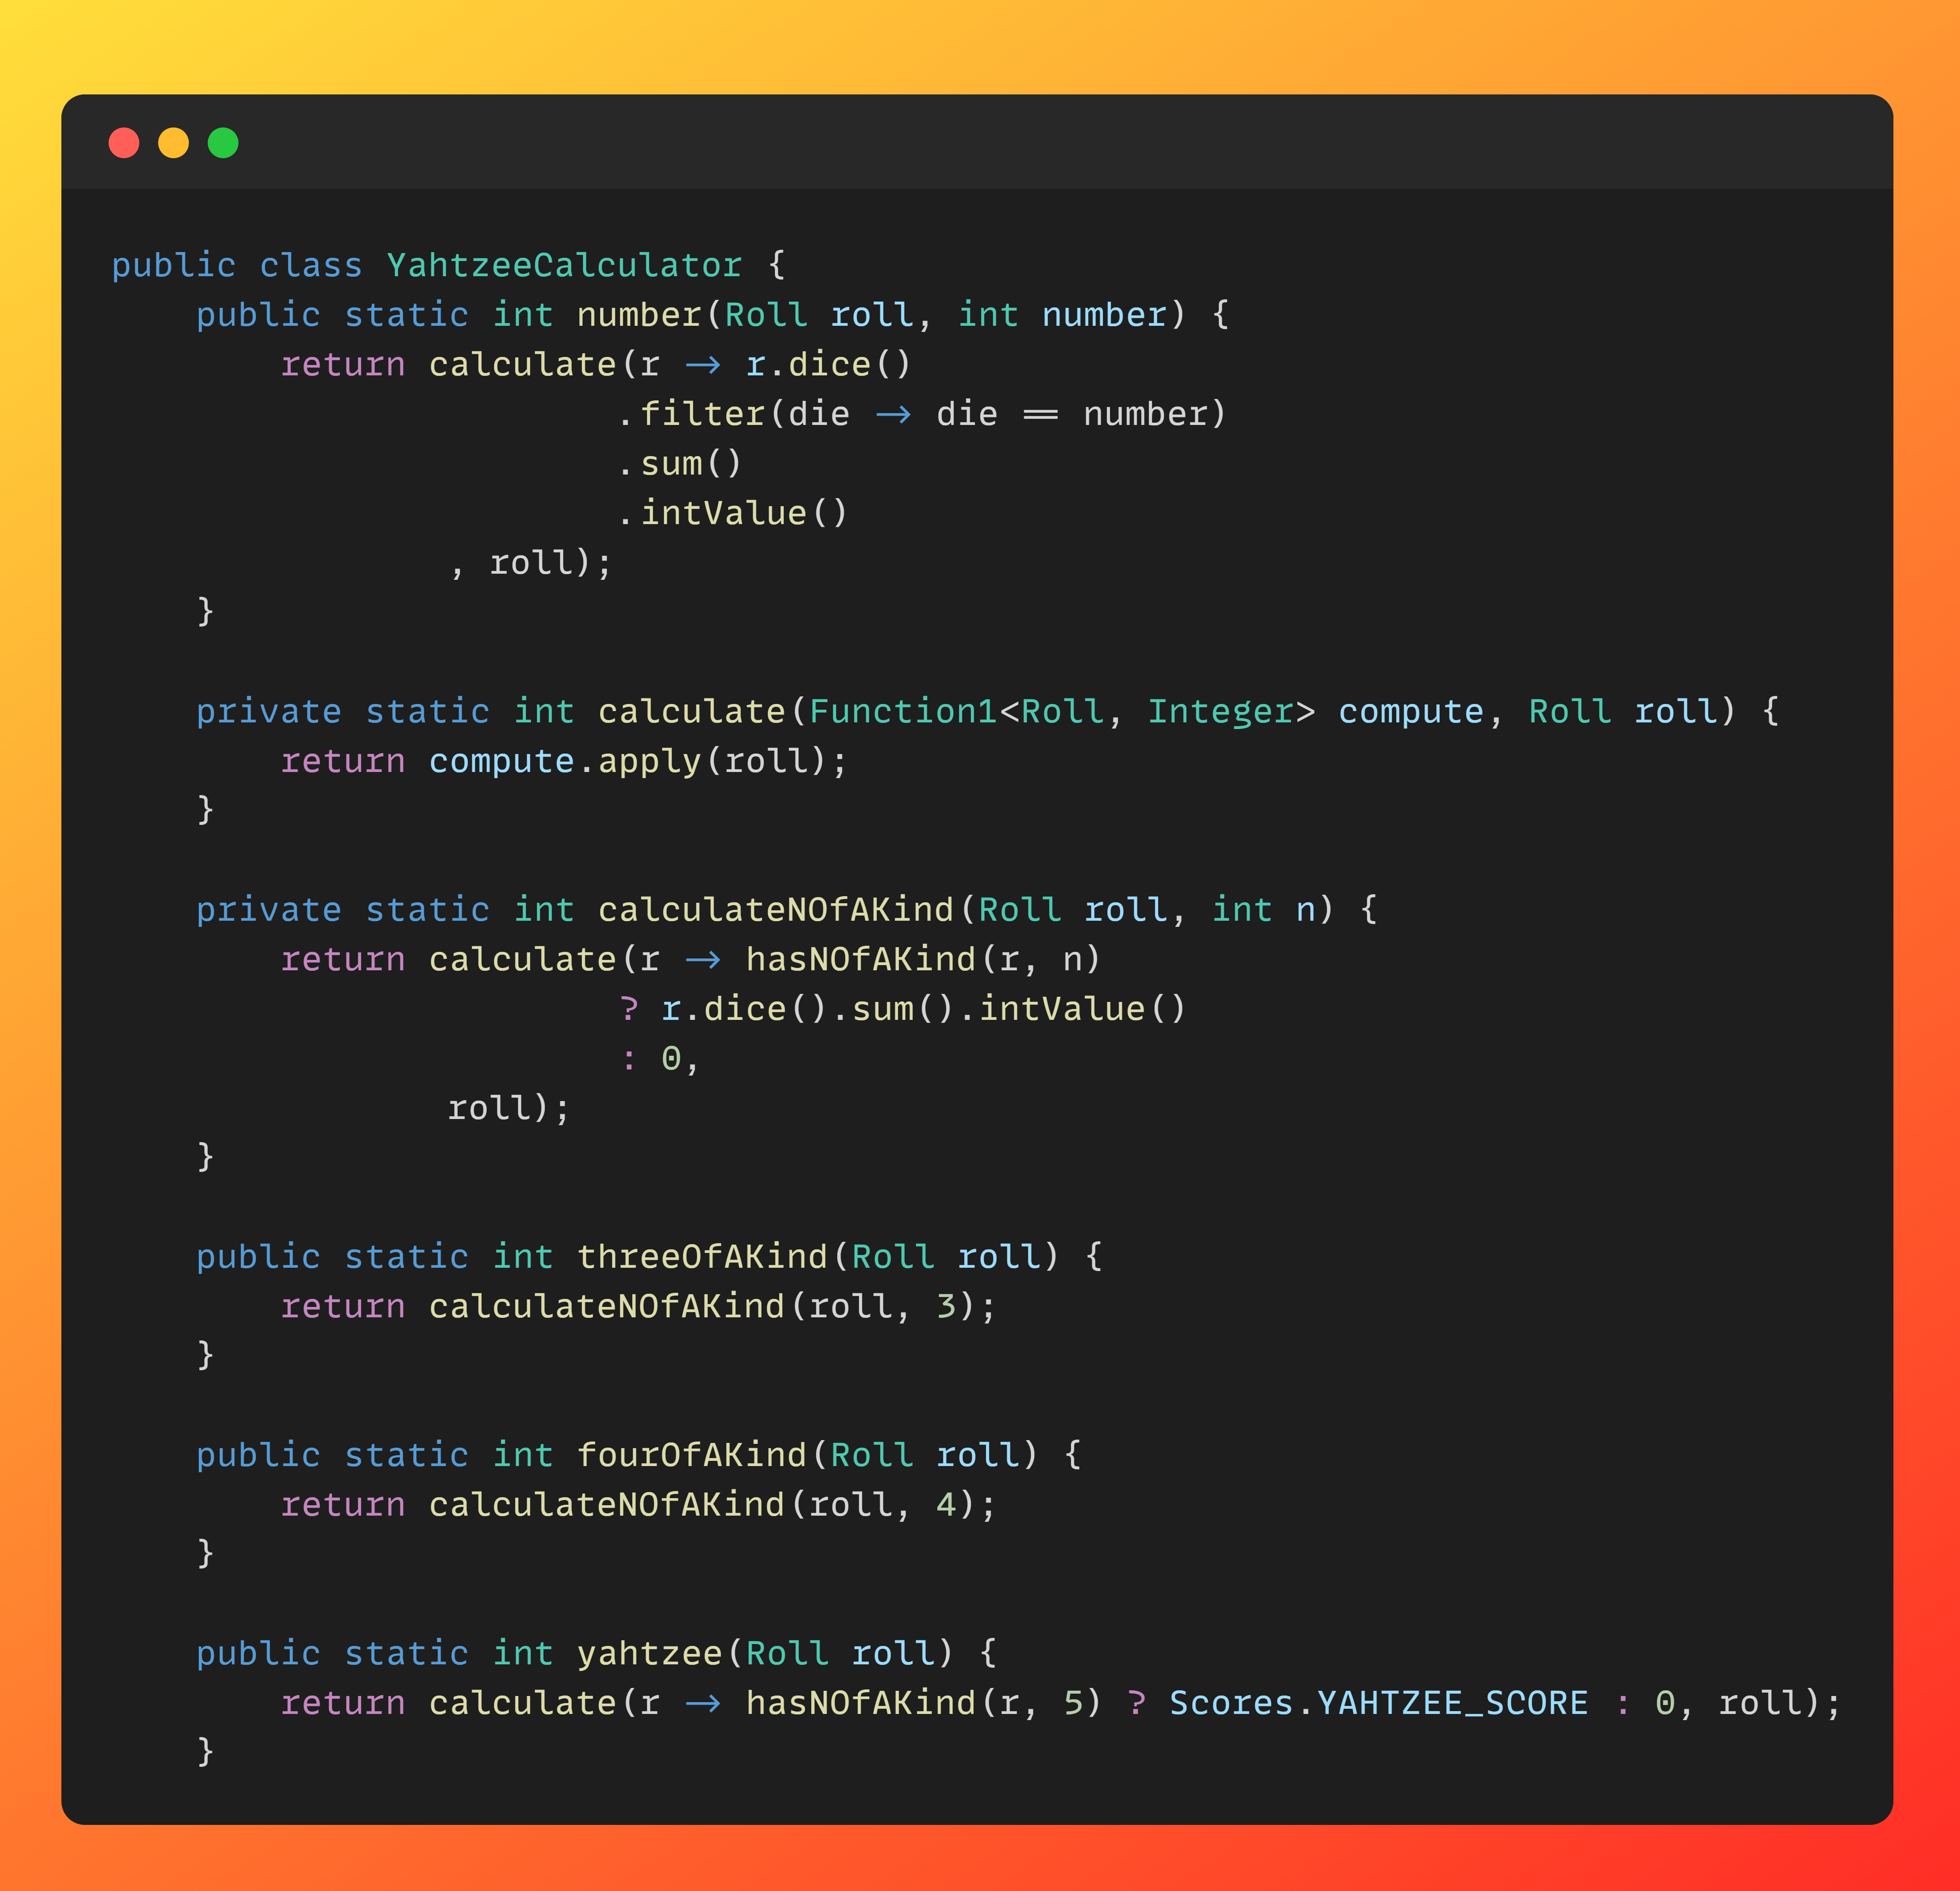 public class YahtzeeCalculator {
    public static int number(Roll roll, int number) {
        return calculate(r -> r.dice()
                        .filter(die -> die == number)
                        .sum()
                        .intValue()
                , roll);
    }

    private static int calculate(Function1<Roll, Integer> compute, Roll roll) {
        return compute.apply(roll);
    }

    private static int calculateNOfAKind(Roll roll, int n) {
        return calculate(r -> hasNOfAKind(r, n)
                        ? r.dice().sum().intValue()
                        : 0,
                roll);
    }

    public static int threeOfAKind(Roll roll) {
        return calculateNOfAKind(roll, 3);
    }

    public static int fourOfAKind(Roll roll) {
        return calculateNOfAKind(roll, 4);
    }

    public static int yahtzee(Roll roll) {
        return calculate(r -> hasNOfAKind(r, 5) ? Scores.YAHTZEE_SCORE : 0, roll);
    }